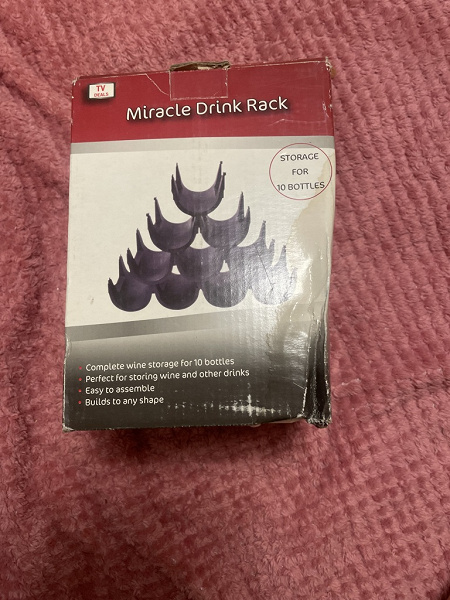 TV
DEALS
Miracle Drink Rack
STORAGE
FOR
10 BOTTLES
• Complete wine storage for 10 bottles
• Perfect for storing wine and other drinks
• Easy to assemble
• Builds to any shape